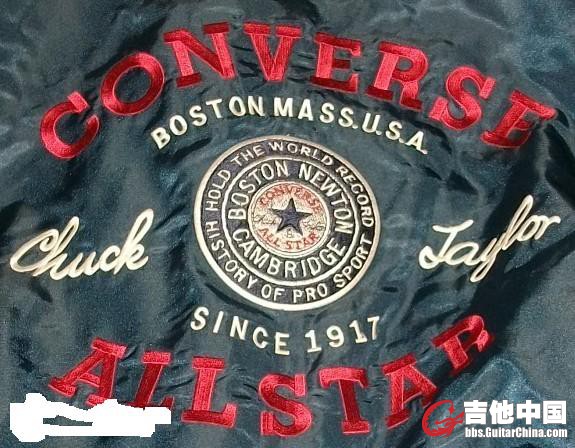 CONVERSE
BOSTON MASS.U.S.A.
HOLD THE WORLD RECORD
IN HISTORY OF PRO SPORT
BOSTON NEWTON
CAMBRIDGE
CONVERSE
ALL STAR
Chuck Taylor
SINCE 1917
ALL STAR
吉他中国
bbs.GuitarChina.com